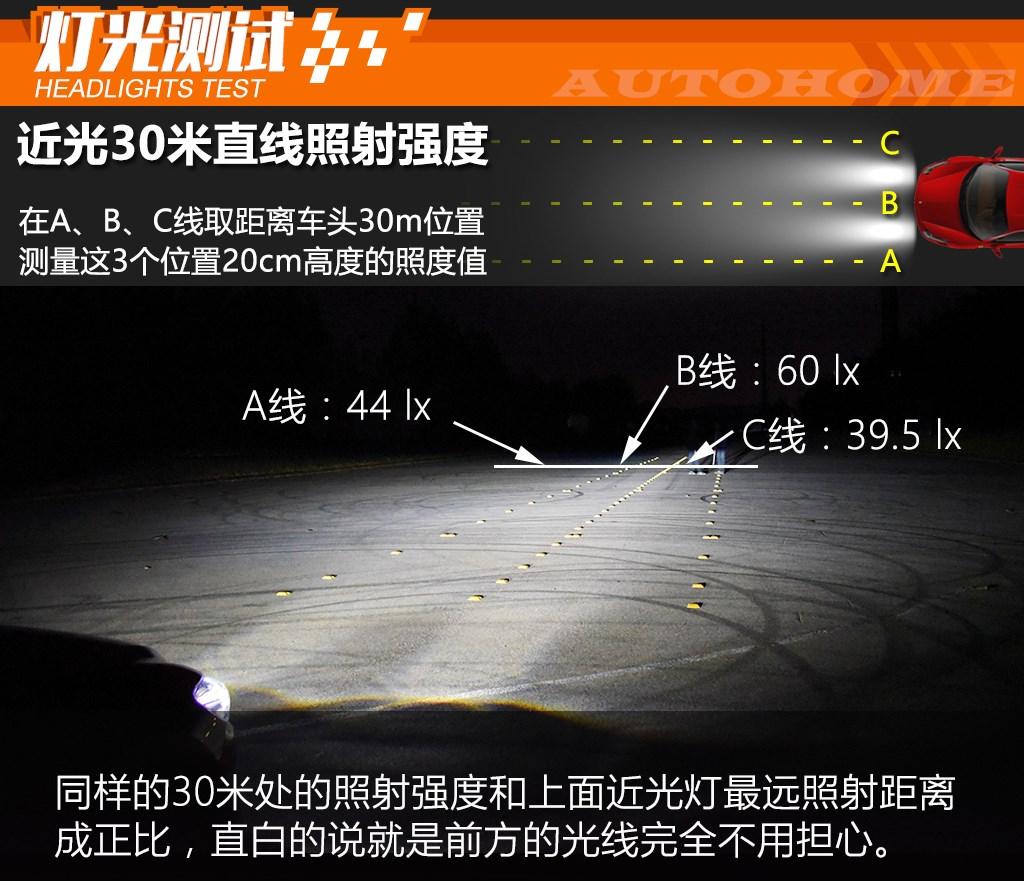 灯光测试
HEADLIGHTS TEST
AUTOHOME
近光30米直线照射强度
在A、B、C线取距离车头30m位置
测量这3个位置20cm高度的照度值
C
B
A
B线：60 lx
A线：44 lx
C线：39.5 lx
同样的30米处的照射强度和上面近光灯最远照射距离
成正比，直白的说就是前方的光线完全不用担心。